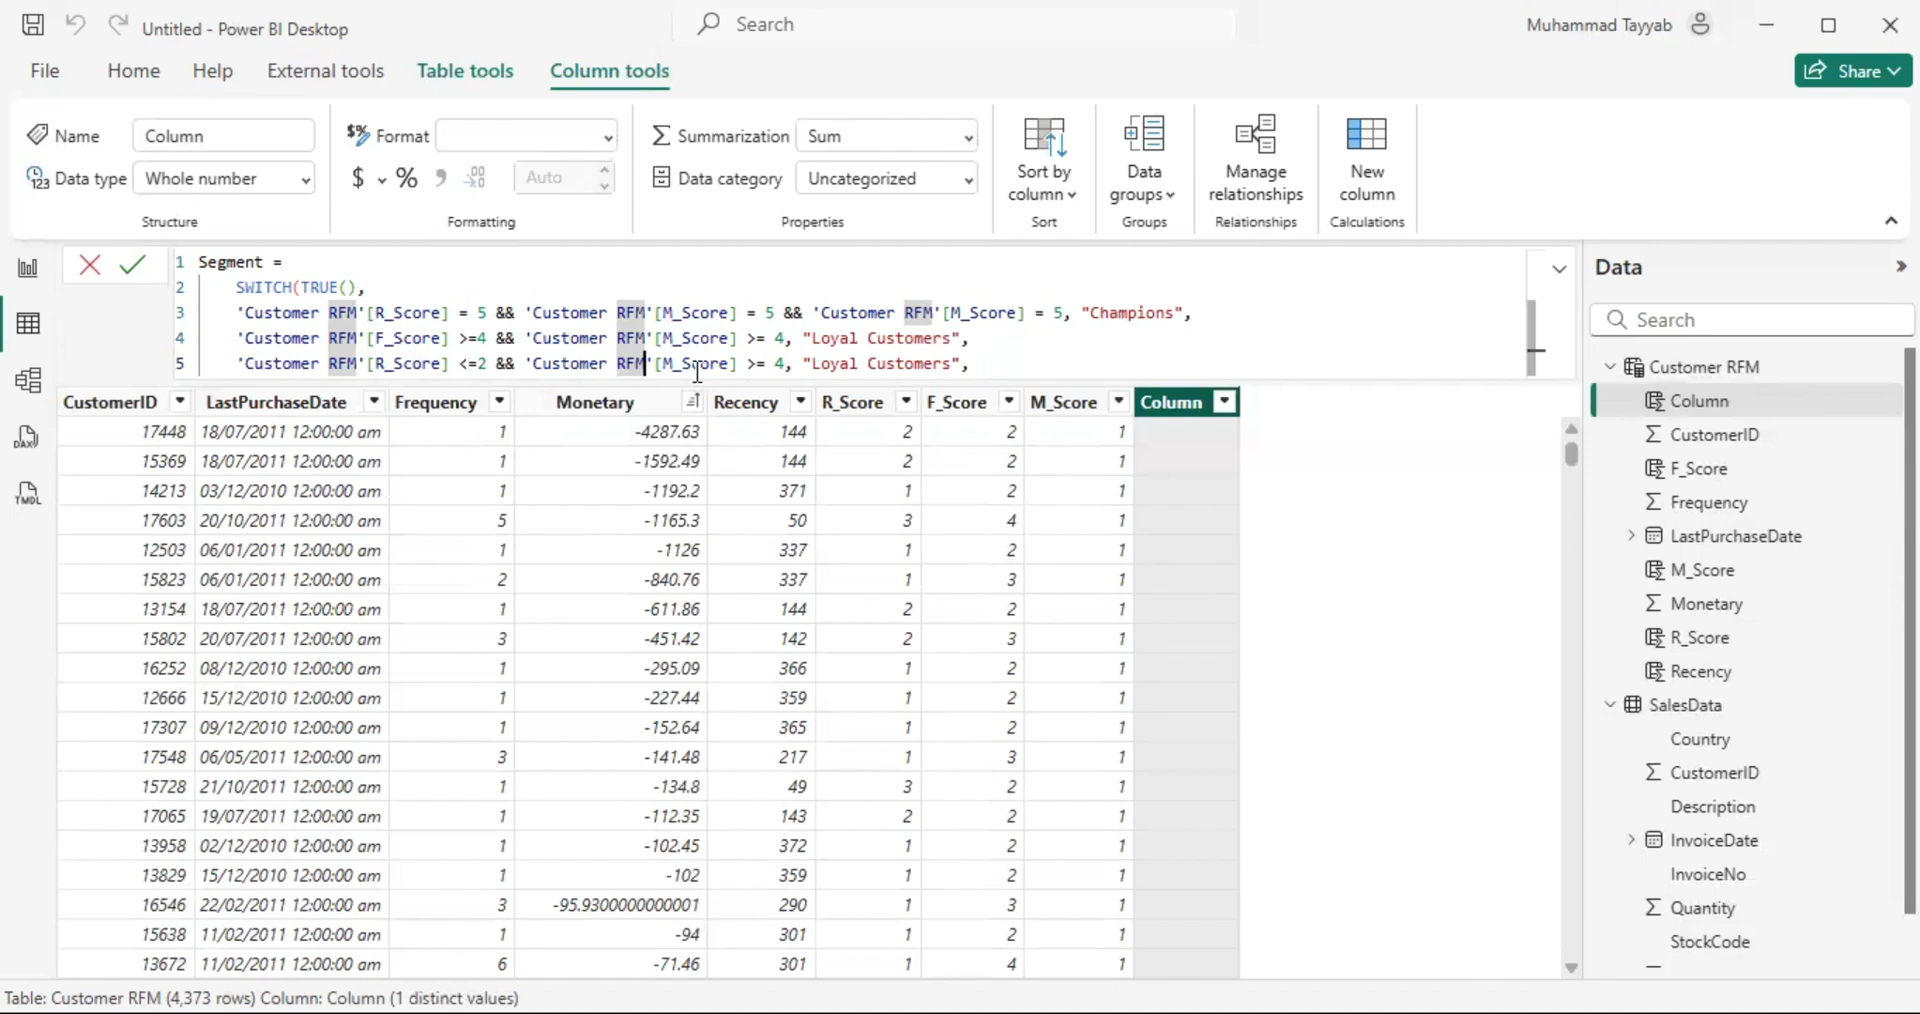 Untitled - Power BI Desktop
Search
Muhammad Tayyab
File Home Help External tools Table tools Column tools
Share
Name Column
Format
Summarization Sum
Data type Whole number
$ % Auto
Data category Uncategorized
Sort by column
Data groups
Manage relationships
New column
Structure Formatting Properties Sort Groups Relationships Calculations
1 Segment =
2 SWITCH(TRUE(),
3 'Customer RFM'[R_Score] = 5 && 'Customer RFM'[M_Score] = 5 && 'Customer RFM'[M_Score] = 5, "Champions",
4 'Customer RFM'[F_Score] >=4 && 'Customer RFM'[M_Score] >= 4, "Loyal Customers",
5 'Customer RFM'[R_Score] <=2 && 'Customer RFM'[M_Score] >= 4, "Loyal Customers",
CustomerID LastPurchaseDate Frequency Monetary Recency R_Score F_Score M_Score Column
17448 18/07/2011 12:00:00 am 1 -4287.63 144 2 2 1
15369 18/07/2011 12:00:00 am 1 -1592.49 144 2 2 1
14213 03/12/2010 12:00:00 am 1 -1192.2 371 1 2 1
17603 20/10/2011 12:00:00 am 5 -1165.3 50 3 4 1
12503 06/01/2011 12:00:00 am 1 -1126 337 1 2 1
15823 06/01/2011 12:00:00 am 2 -840.76 337 1 3 1
13154 18/07/2011 12:00:00 am 1 -611.86 144 2 2 1
15802 20/07/2011 12:00:00 am 3 -451.42 142 2 3 1
16252 08/12/2010 12:00:00 am 1 -295.09 366 1 2 1
12666 15/12/2010 12:00:00 am 1 -227.44 359 1 2 1
17307 09/12/2010 12:00:00 am 1 -152.64 365 1 2 1
17548 06/05/2011 12:00:00 am 3 -141.48 217 1 3 1
15728 21/10/2011 12:00:00 am 1 -134.8 49 3 2 1
17065 19/07/2011 12:00:00 am 1 -112.35 143 2 2 1
13958 02/12/2010 12:00:00 am 1 -102.45 372 1 2 1
13829 15/12/2010 12:00:00 am 1 -102 359 1 2 1
16546 22/02/2011 12:00:00 am 3 -95.9300000000001 290 1 3 1
15638 11/02/2011 12:00:00 am 1 -94 301 1 2 1
13672 11/02/2011 12:00:00 am 6 -71.46 301 1 4 1
Data
Search
Customer RFM
Column
CustomerID
F_Score
Frequency
LastPurchaseDate
M_Score
Monetary
R_Score
Recency
SalesData
Country
CustomerID
Description
InvoiceDate
InvoiceNo
Quantity
StockCode
DAX
TMDL
Table: Customer RFM (4,373 rows) Column: Column (1 distinct values)